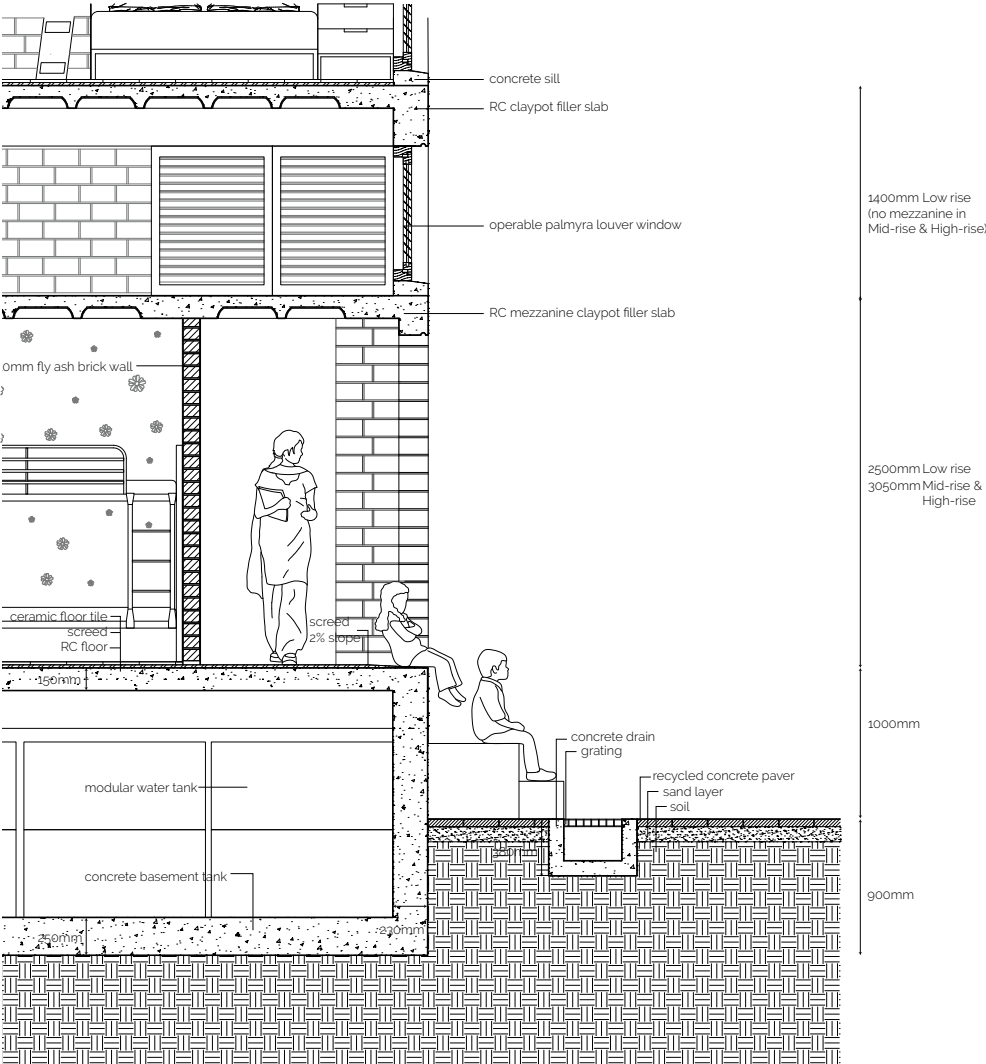 concrete sill
RC claypot filler slab
1400mm Low rise
(no mezzanine in
Mid-rise & High-rise)
operable palmyra louver window
RC mezzanine claypot filler slab
0mm fly ash brick wall
2500mm Low rise
3050mm Mid-rise &
High-rise
ceramic floor tile
screed
RC floor
screed
2% slope
150mm
1000mm
concrete drain
grating
recycled concrete paver
sand layer
soil
modular water tank
380mm
concrete basement tank
900mm
230mm
250mm